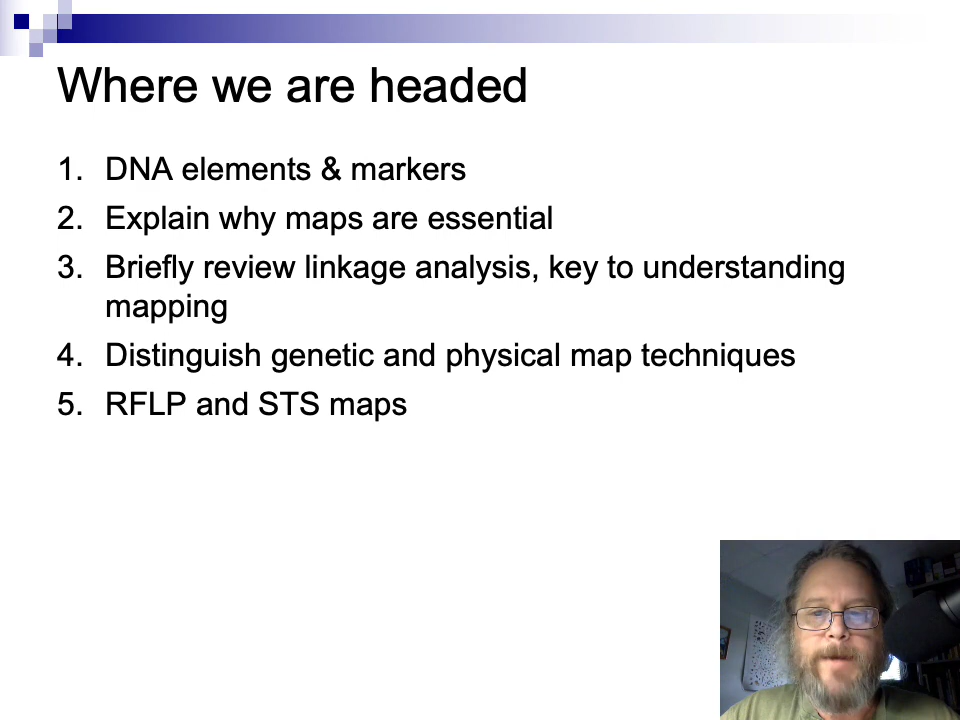 Where we are headed
1. DNA elements & markers
2. Explain why maps are essential
3. Briefly review linkage analysis, key to understanding
mapping
4. Distinguish genetic and physical map techniques
5. RFLP and STS maps